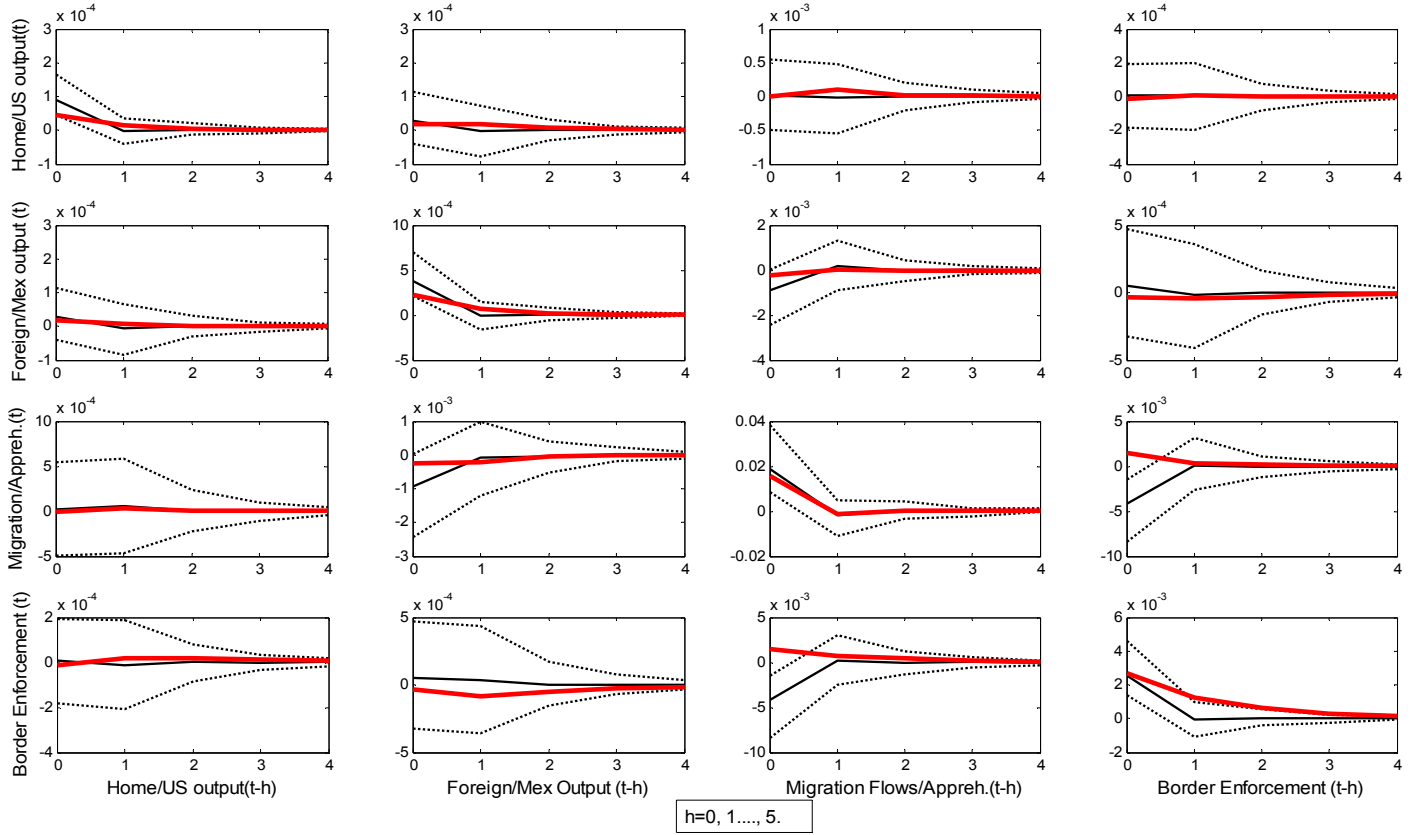 x 10⁻⁴ x 10⁻⁴ x 10⁻³ x 10⁻⁴
Home/US output(t)
3 2 1 0 -1
0 1 2 3 4
3 2 1 0 -1
0 1 2 3 4
1 0.5 0 -0.5 -1
0 1 2 3 4
4 2 0 -2 -4
0 1 2 3 4
x 10⁻⁴ x 10⁻⁴ x 10⁻³ x 10⁻⁴
Foreign/Mex output (t)
3 2 1 0 -1
0 1 2 3 4
10 5 0 -5
0 1 2 3 4
2 0 -2 -4
0 1 2 3 4
5 0 -5
0 1 2 3 4
x 10⁻⁴ x 10⁻³ x 10⁻³
Migration/Appreh.(t)
10 5 0 -5
0 1 2 3 4
1 0 -1 -2 -3
0 1 2 3 4
0.04 0.02 0 -0.02
0 1 2 3 4
5 0 -5 -10
0 1 2 3 4
x 10⁻⁴ x 10⁻⁴ x 10⁻³ x 10⁻³
Border Enforcement (t)
2 0 -2 -4
0 1 2 3 4
5 0 -5
0 1 2 3 4
5 0 -5 -10
0 1 2 3 4
6 4 2 0 -2
0 1 2 3 4
Home/US output(t-h)
Foreign/Mex Output (t-h)
Migration Flows/Appreh.(t-h)
Border Enforcement (t-h)
h=0, 1...., 5.